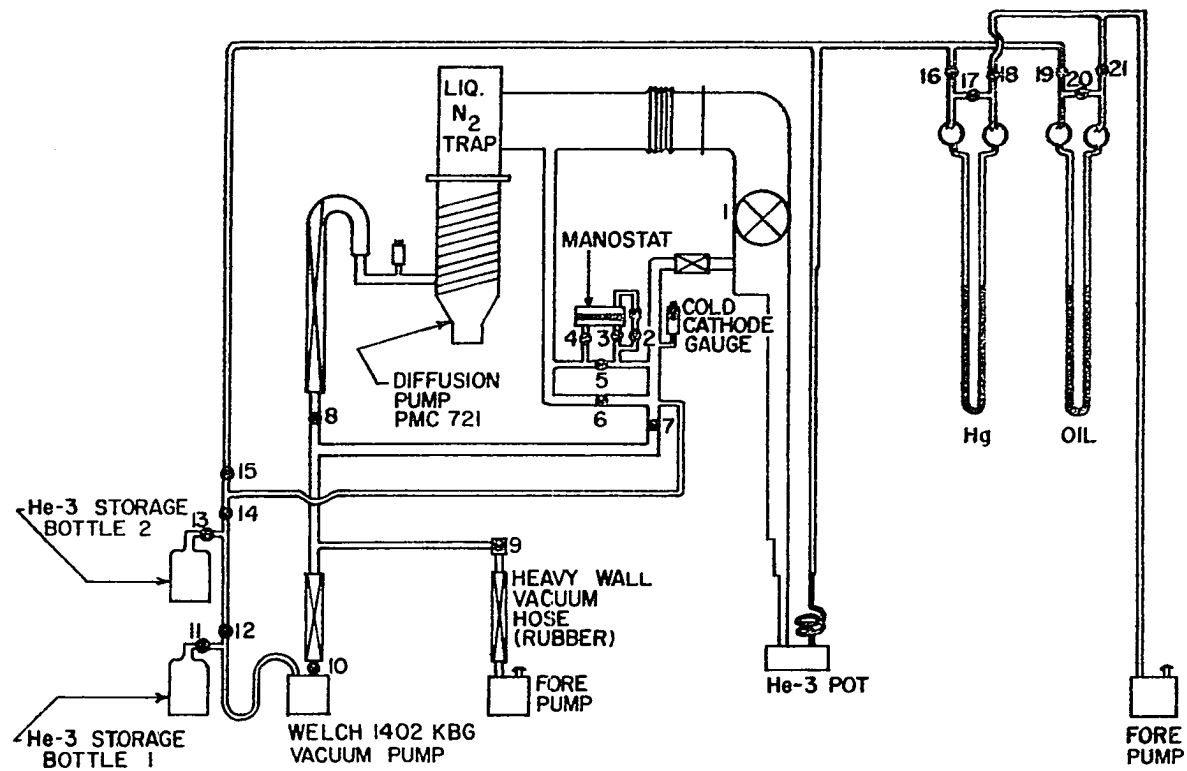 LIQ.
N2
TRAP
16
17
18
19
20
21
1
MANOSTAT
4
3
2
COLD
CATHODE
GAUGE
5
6
7
DIFFUSION
PUMP
PMC 721
8
Hg
OIL
15
14
He-3 STORAGE
BOTTLE 2
13
9
HEAVY WALL
VACUUM
HOSE
(RUBBER)
12
11
10
FORE
PUMP
He-3 POT
He-3 STORAGE
BOTTLE 1
WELCH 1402 KBG
VACUUM PUMP
FORE
PUMP